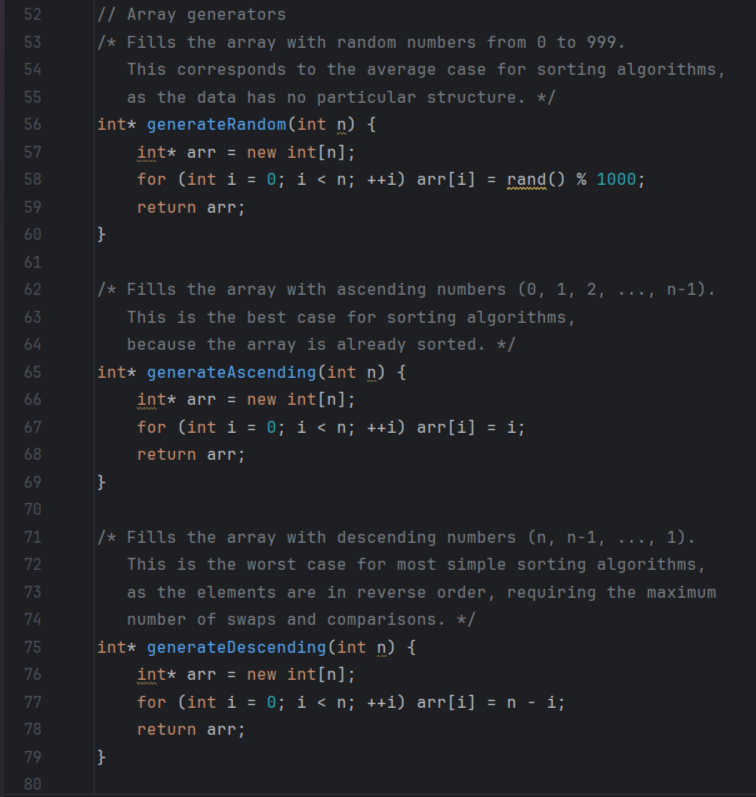 52 // Array generators
53 /* Fills the array with random numbers from 0 to 999.
54    This corresponds to the average case for sorting algorithms,
55    as the data has no particular structure. */
56 int* generateRandom(int n) {
57     int* arr = new int[n];
58     for (int i = 0; i < n; ++i) arr[i] = rand() % 1000;
59     return arr;
60 }
61
62 /* Fills the array with ascending numbers (0, 1, 2, ..., n-1).
63    This is the best case for sorting algorithms,
64    because the array is already sorted. */
65 int* generateAscending(int n) {
66     int* arr = new int[n];
67     for (int i = 0; i < n; ++i) arr[i] = i;
68     return arr;
69 }
70
71 /* Fills the array with descending numbers (n, n-1, ..., 1).
72    This is the worst case for most simple sorting algorithms,
73    as the elements are in reverse order, requiring the maximum
74    number of swaps and comparisons. */
75 int* generateDescending(int n) {
76     int* arr = new int[n];
77     for (int i = 0; i < n; ++i) arr[i] = n - i;
78     return arr;
79 }
80